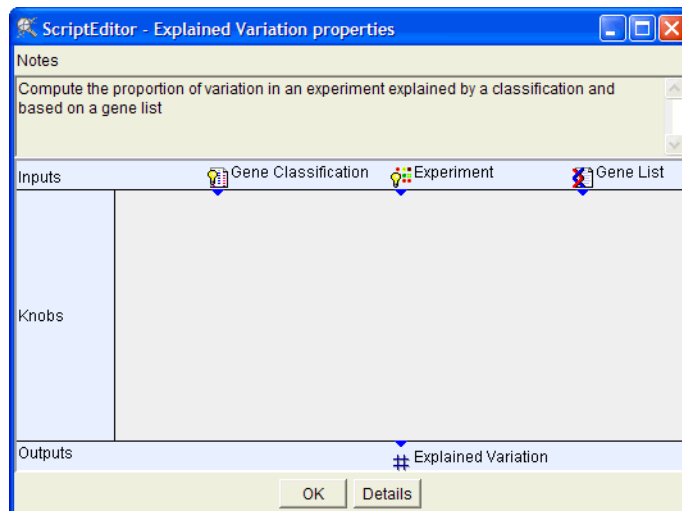 ScriptEditor - Explained Variation properties
Notes
Compute the proportion of variation in an experiment explained by a classification and
based on a gene list
Inputs Gene Classification Experiment Gene List
Knobs
Outputs # Explained Variation
OK Details